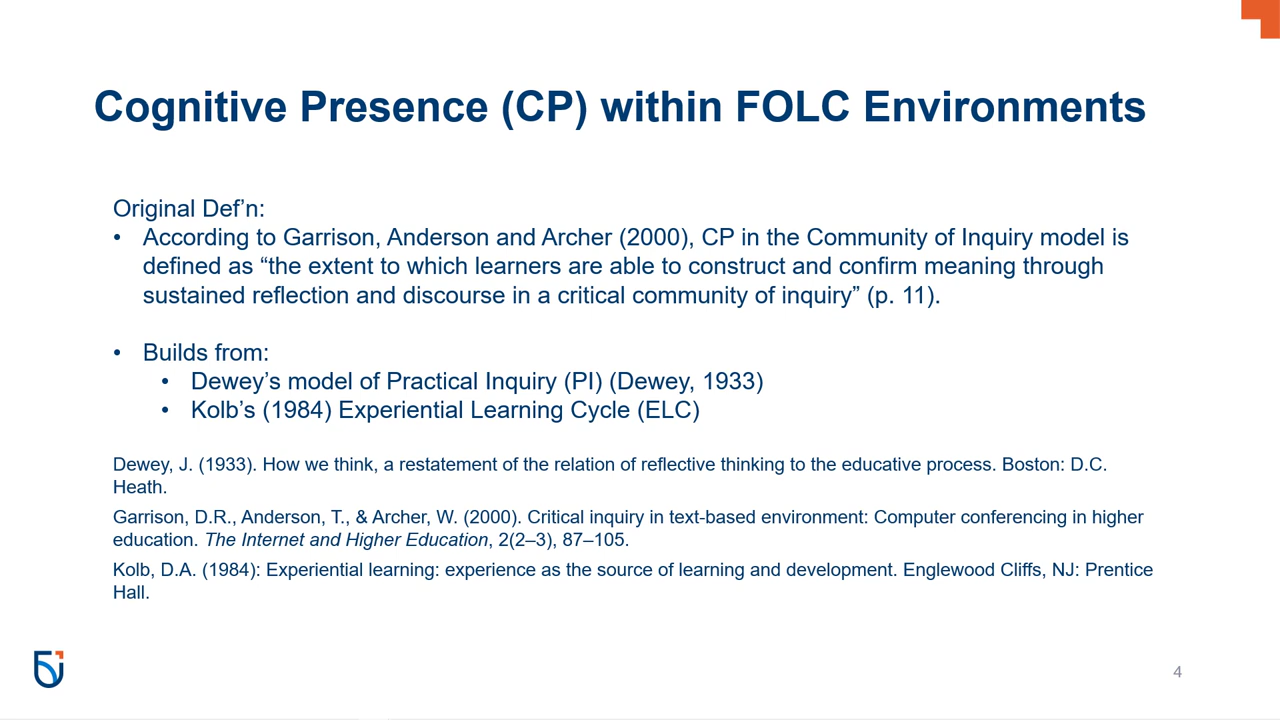 Cognitive Presence (CP) within FOLC Environments
Original Def’n:
• According to Garrison, Anderson and Archer (2000), CP in the Community of Inquiry model is
defined as “the extent to which learners are able to construct and confirm meaning through
sustained reflection and discourse in a critical community of inquiry” (p. 11).
• Builds from:
• Dewey’s model of Practical Inquiry (PI) (Dewey, 1933)
• Kolb’s (1984) Experiential Learning Cycle (ELC)
Dewey, J. (1933). How we think, a restatement of the relation of reflective thinking to the educative process. Boston: D.C.
Heath.
Garrison, D.R., Anderson, T., & Archer, W. (2000). Critical inquiry in text-based environment: Computer conferencing in higher
education. The Internet and Higher Education, 2(2–3), 87–105.
Kolb, D.A. (1984): Experiential learning: experience as the source of learning and development. Englewood Cliffs, NJ: Prentice
Hall.
4